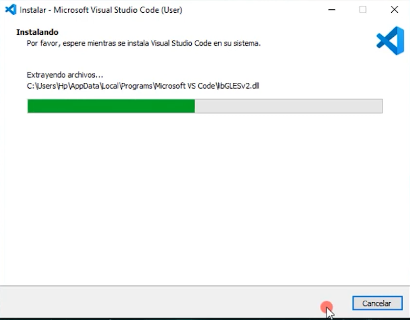 Instalar - Microsoft Visual Studio Code (User)
Instalando
Por favor, espere mientras se instala Visual Studio Code en su sistema.
Extrayendo archivos...
C:\Users\Hp\AppData\Local\Programs\Microsoft VS Code\libGLESv2.dll
Cancelar